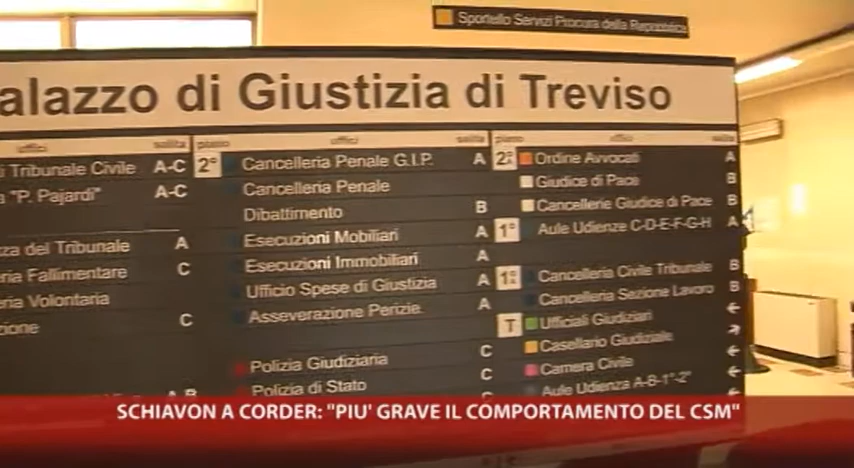 Sportello Servizi Procura della Repubblica
alazzo di Giustizia di Treviso
uffici salita piano uffici salita piano uffici salita
i Tribunale Civile A-C 2° Cancelleria Penale G.I.P. A 2° Ordine Avvocati A
a "P. Pajardi" A-C Cancelleria Penale Giudice di Pace B
Dibattimento B Cancellerie Giudice di Pace B
za del Tribunale A Esecuzioni Mobiliari A 1° Aule Udienze C-D-E-F-G-H A
ria Fallimentare C Esecuzioni Immobiliari A
ria Volontaria Ufficio Spese di Giustizia A 1° Cancelleria Civile Tribunale B
zione C Asseverazione Perizie A Cancelleria Sezione Lavoro B
T Ufficiali Giudiziari ←
Polizia Giudiziaria C Casellario Giudiziale ↗
Polizia di Stato C Camera Civile ←
A B C Aule Udienza A-B-1°-2° ←
SCHIAVON A CORDER: "PIU' GRAVE IL COMPORTAMENTO DEL CSM"